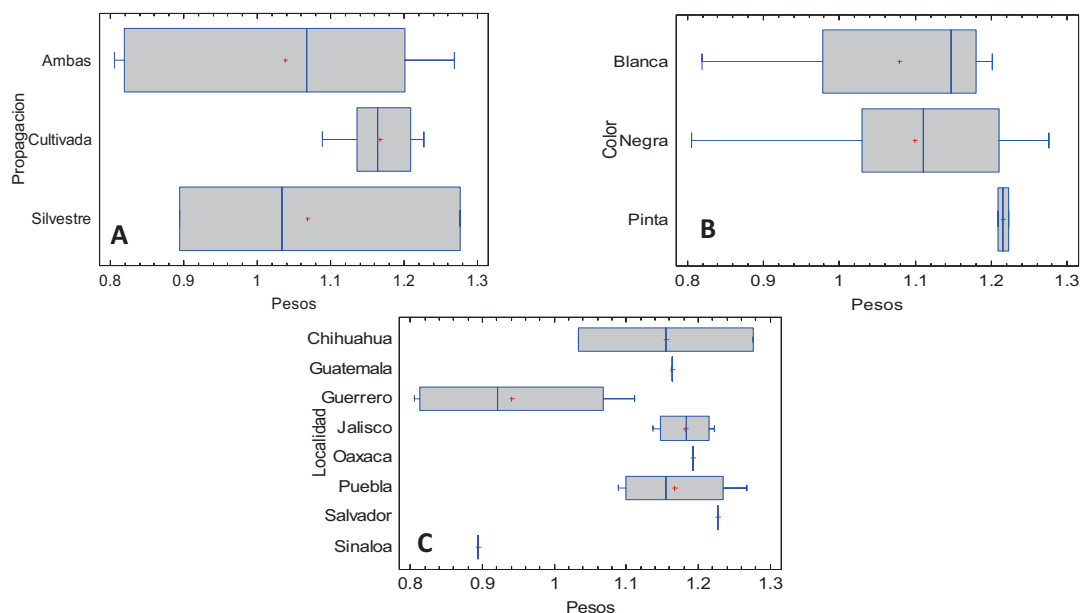 Propagacion
Ambas
Cultivada
Silvestre
A
0.8 0.9 1 1.1 1.2 1.3
Pesos
Color
Blanca
Negra
Pinta
B
0.8 0.9 1 1.1 1.2 1.3
Pesos
Localidad
Chihuahua
Guatemala
Guerrero
Jalisco
Oaxaca
Puebla
Salvador
Sinaloa
C
0.8 0.9 1 1.1 1.2 1.3
Pesos